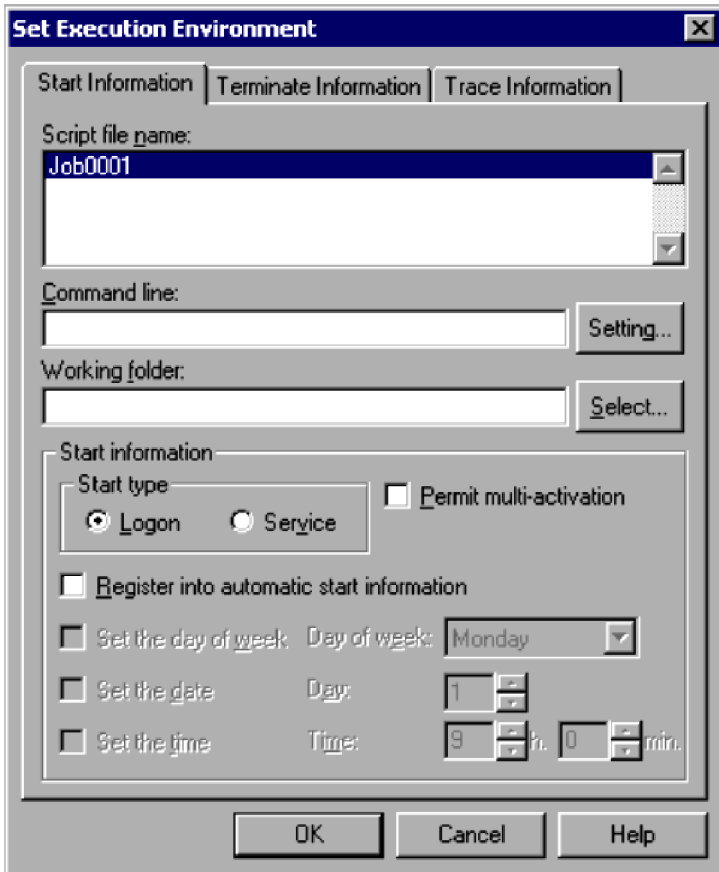 Set Execution Environment
Start Information Terminate Information Trace Information
Script file name:
Job0001
Command line:
Setting...
Working folder:
Select...
Start information
Start type
Logon Service Permit multi-activation
Register into automatic start information
Set the day of week Day of week: Monday
Set the date Day: 1
Set the time Time: 9 h. 0 min.
OK Cancel Help